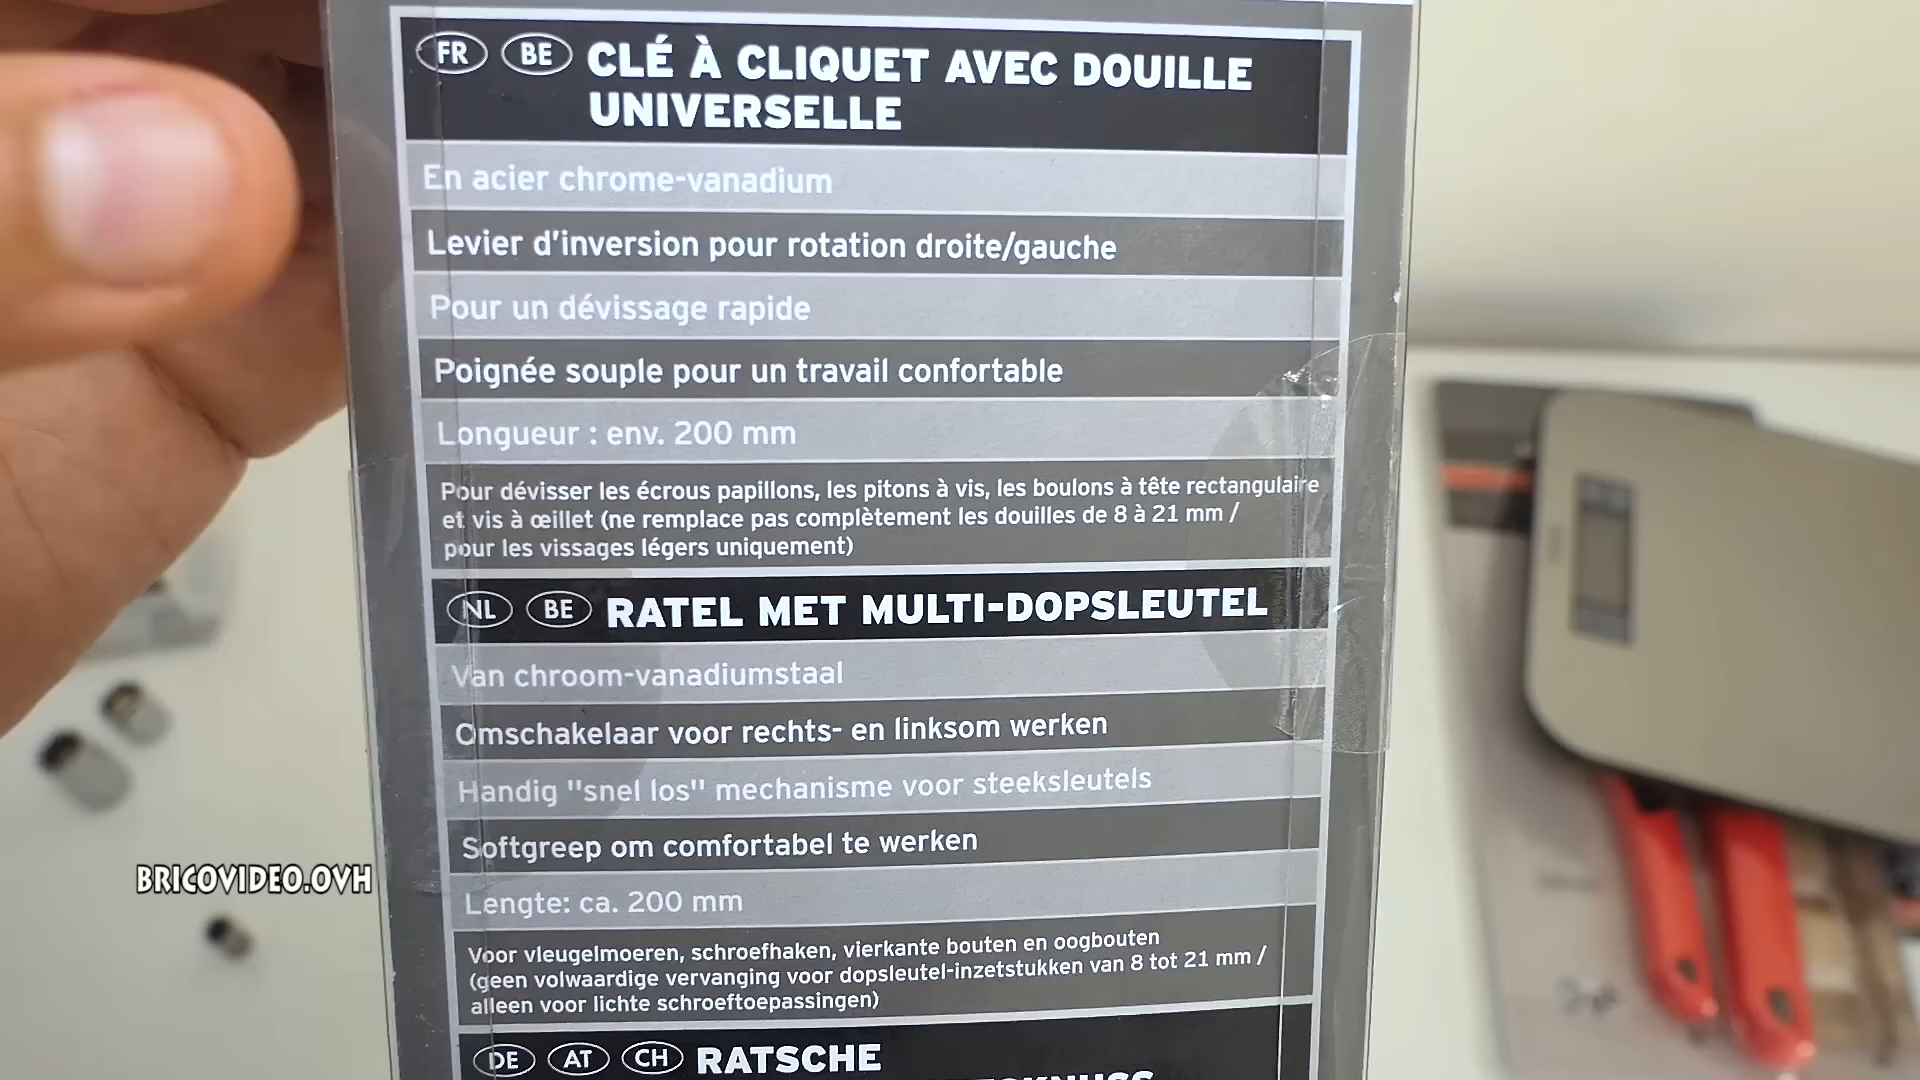 FR BE CLÉ À CLIQUET AVEC DOUILLE
UNIVERSELLE
En acier chrome-vanadium
Levier d'inversion pour rotation droite/gauche
Pour un dévissage rapide
Poignée souple pour un travail confortable
Longueur : env. 200 mm
Pour dévisser les écrous papillons, les pitons à vis, les boulons à tête rectangulaire
et vis à œillet (ne remplace pas complètement les douilles de 8 à 21 mm /
pour les vissages légers uniquement)
NL BE RATEL MET MULTI-DOPSLEUTEL
Van chroom-vanadiumstaal
Omschakelaar voor rechts- en linksom werken
Handig "snel los" mechanisme voor steeksleutels
Softgreep om comfortabel te werken
Lengte: ca. 200 mm
Voor vleugelmoeren, schroefhaken, vierkante bouten en oogbouten
(geen volwaardige vervanging voor dopsleutel-inzetstukken van 8 tot 21 mm /
alleen voor lichte schroeftoepassingen)
DE AT CH RATSCHE
BRICOVIDEO.OVH